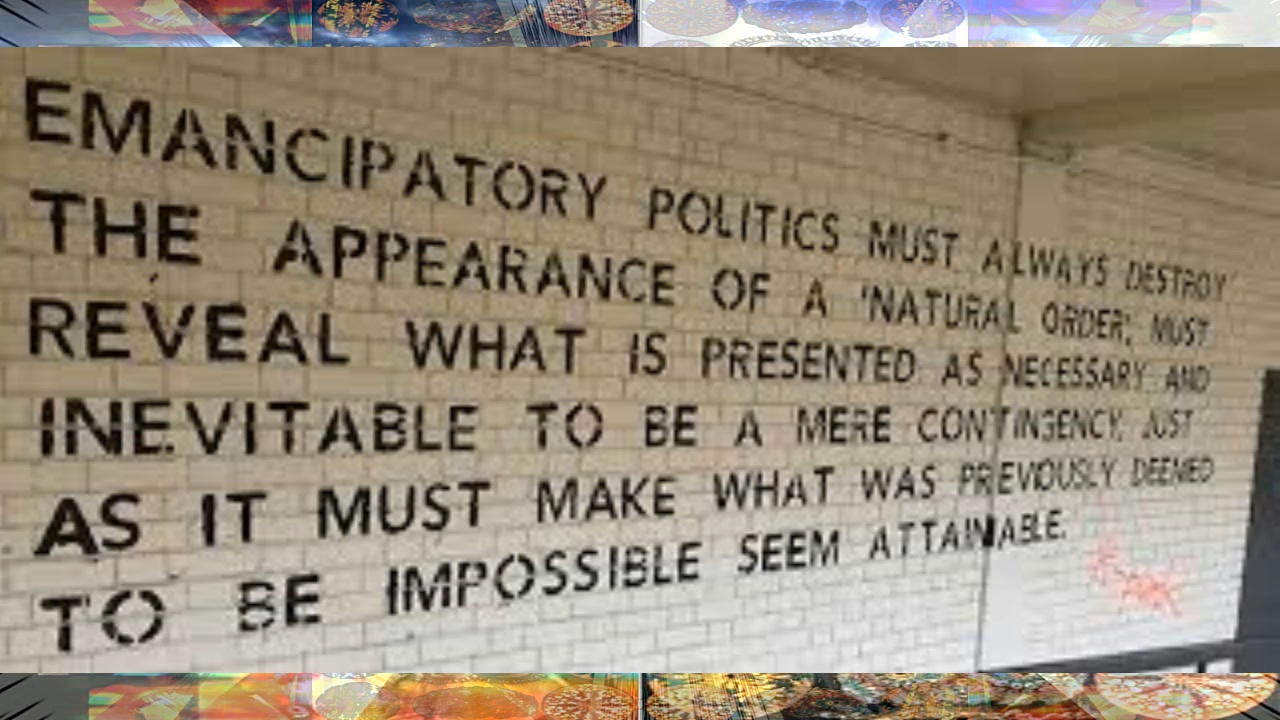 EMANCIPATORY POLITICS MUST ALWAYS DESTROY
THE APPEARANCE OF A 'NATURAL ORDER', MUST
REVEAL WHAT IS PRESENTED AS NECESSARY AND
INEVITABLE TO BE A MERE CONTINGENCY, JUST
AS IT MUST MAKE WHAT WAS PREVIOUSLY DEEMED
TO BE IMPOSSIBLE SEEM ATTAINABLE.